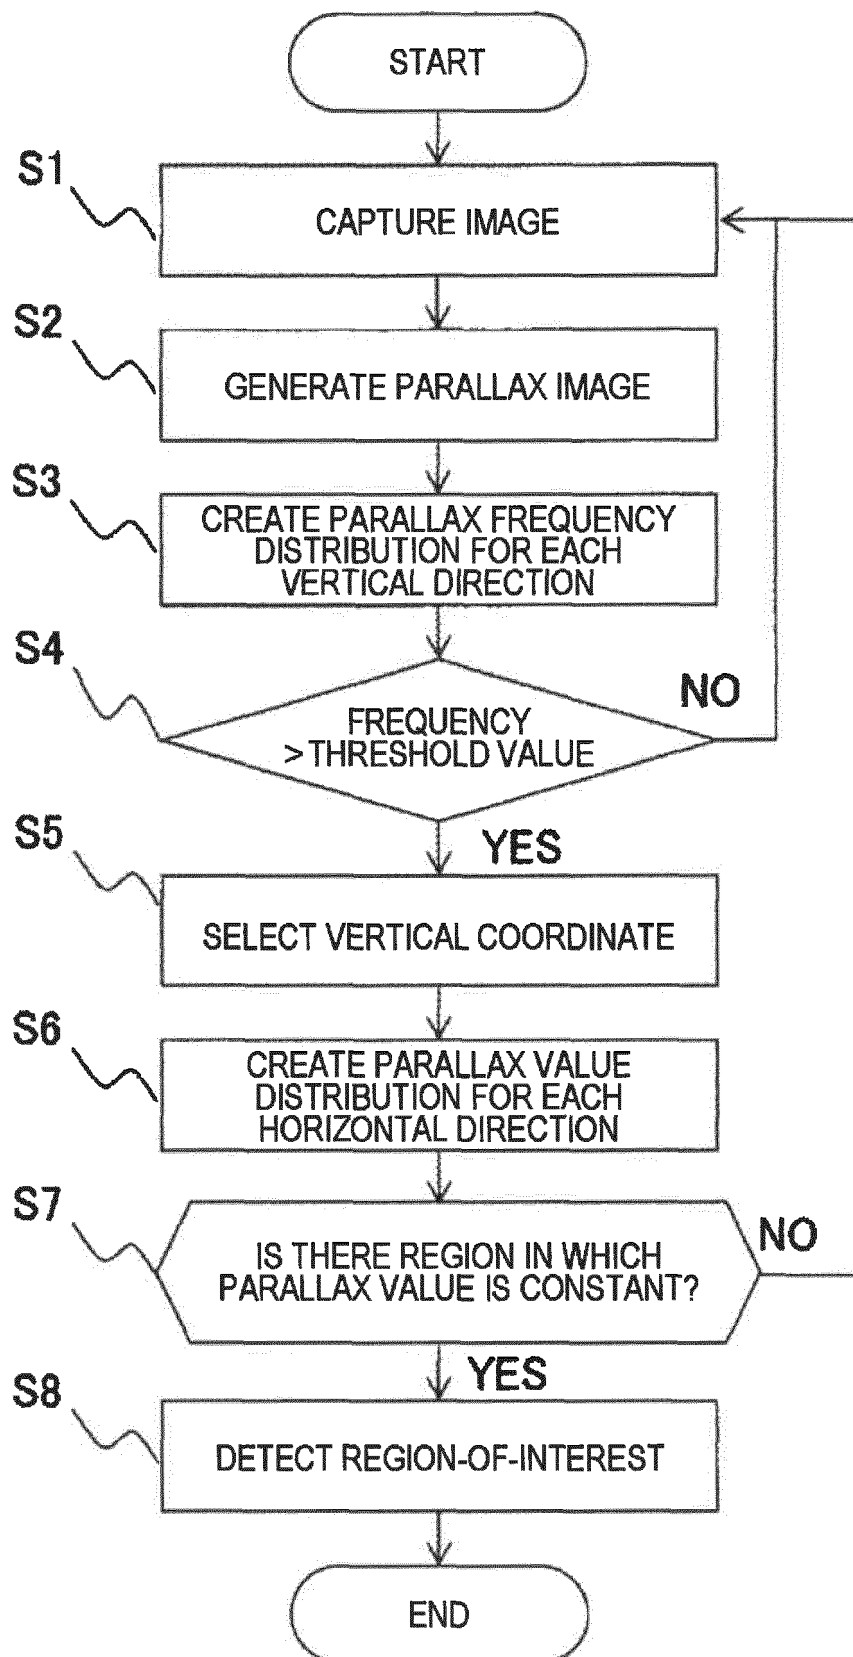 START
S1
CAPTURE IMAGE
S2
GENERATE PARALLAX IMAGE
S3
CREATE PARALLAX FREQUENCY
DISTRIBUTION FOR EACH
VERTICAL DIRECTION
S4
FREQUENCY
> THRESHOLD VALUE
NO
YES
S5
SELECT VERTICAL COORDINATE
S6
CREATE PARALLAX VALUE
DISTRIBUTION FOR EACH
HORIZONTAL DIRECTION
S7
IS THERE REGION IN WHICH
PARALLAX VALUE IS CONSTANT?
NO
YES
S8
DETECT REGION-OF-INTEREST
END